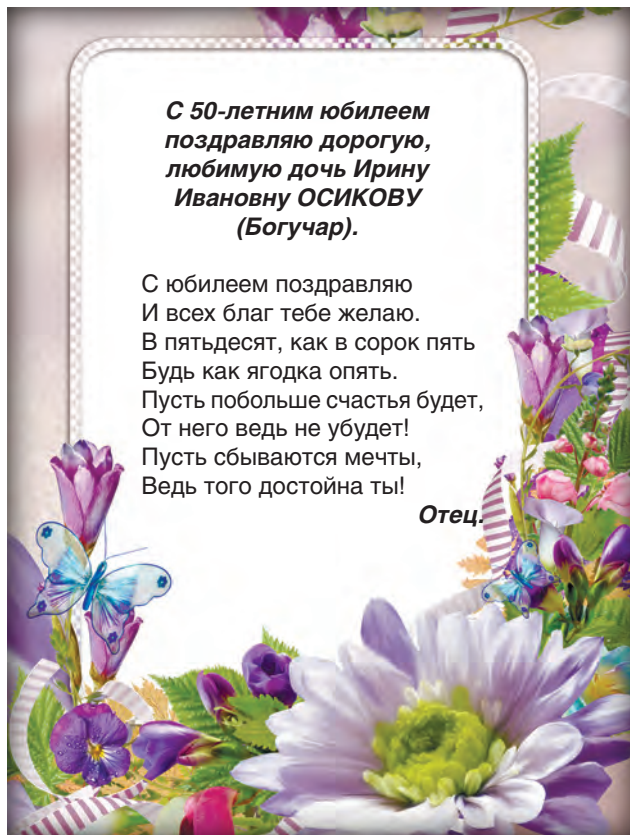 С 50-летним юбилеем
поздравляю дорогую,
любимую дочь Ирину
Ивановну ОСИКОВУ
(Богучар).
С юбилеем поздравляю
И всех благ тебе желаю.
В пятьдесят, как в сорок пять
Будь как ягодка опять.
Пусть побольше счастья будет,
От него ведь не убудет!
Пусть сбываются мечты,
Ведь того достойна ты!
Отец.